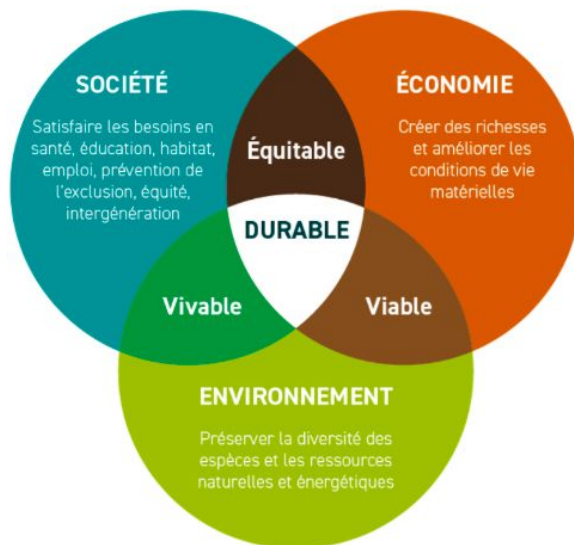 SOCIÉTÉ
Satisfaire les besoins en
santé, éducation, habitat,
emploi, prévention de
l'exclusion, équité,
intergénération
ÉCONOMIE
Créer des richesses
et améliorer les
conditions de vie
matérielles
Équitable
DURABLE
Vivable
Viable
ENVIRONNEMENT
Préserver la diversité des
espèces et les ressources
naturelles et énergétiques